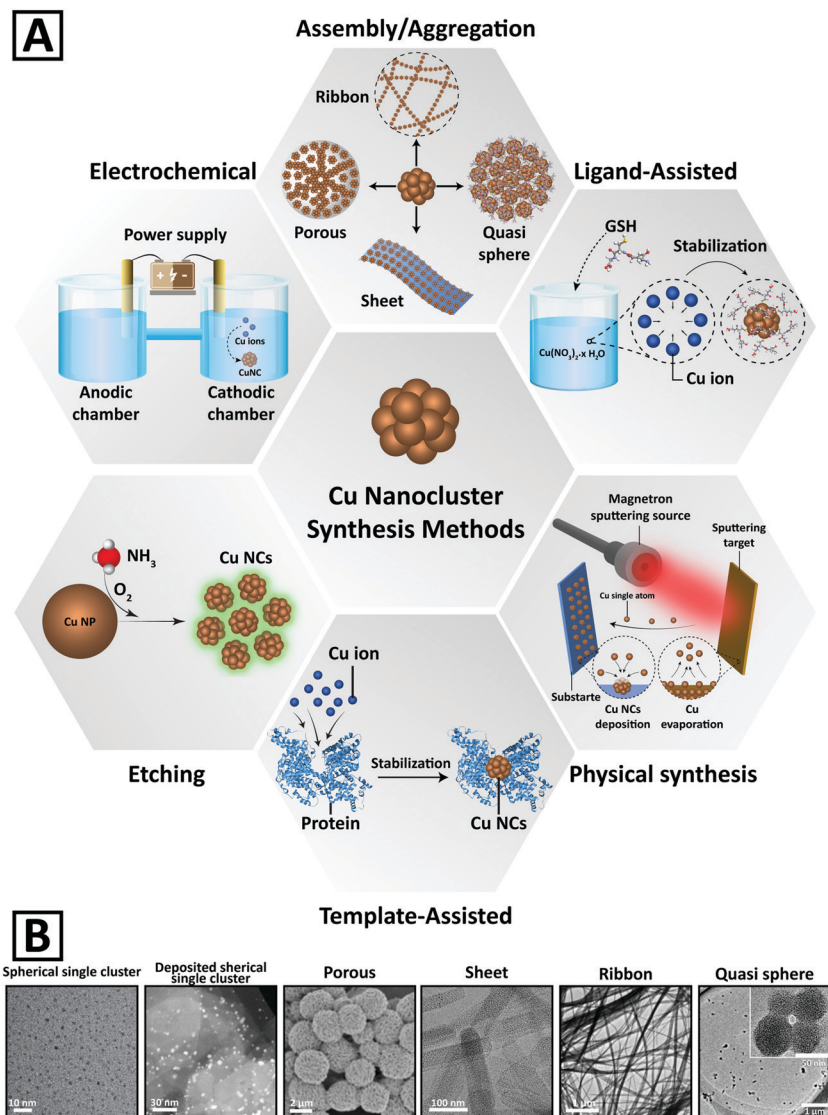 A
Assembly/Aggregation
Ribbon
Porous
Quasi
sphere
Sheet
Electrochemical
Power supply
+ -
Cu ions
CuNC
Anodic
chamber
Cathodic
chamber
Ligand-Assisted
GSH
Stabilization
Cu(NO₃)₂·x H₂O
Cu ion
Cu Nanocluster
Synthesis Methods
NH₃
O₂
Cu NP
Cu NCs
Etching
Magnetron
sputtering source
Sputtering
target
Cu single atom
Substarte
Cu NCs
deposition
Cu
evaporation
Physical synthesis
Cu ion
Stabilization
Protein
Cu NCs
Template-Assisted
B
Spherical single cluster
10 nm
Deposited sherical
single cluster
30 nm
Porous
2 µm
Sheet
100 nm
Ribbon
1 µm
Quasi sphere
50 nm
1 µm